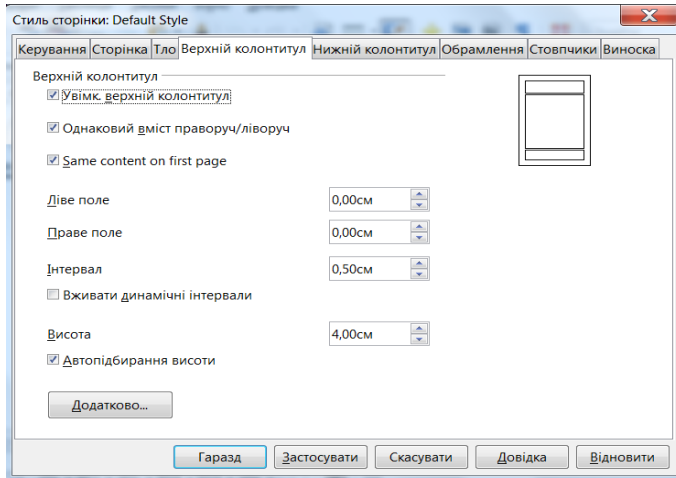 Стиль сторінки: Default Style
Керування Сторінка Тло Верхній колонтитул Нижній колонтитул Обрамлення Стовпчики Виноска
Верхній колонтитул
Увімк. верхній колонтитул
Однаковий вміст праворуч/ліворуч
Same content on first page
Ліве поле 0,00см
Праве поле 0,00см
Інтервал 0,50см
Вживати динамічні інтервали
Висота 4,00см
Автопідбирання висоти
Додатково...
Гаразд Застосувати Скасувати Довідка Відновити